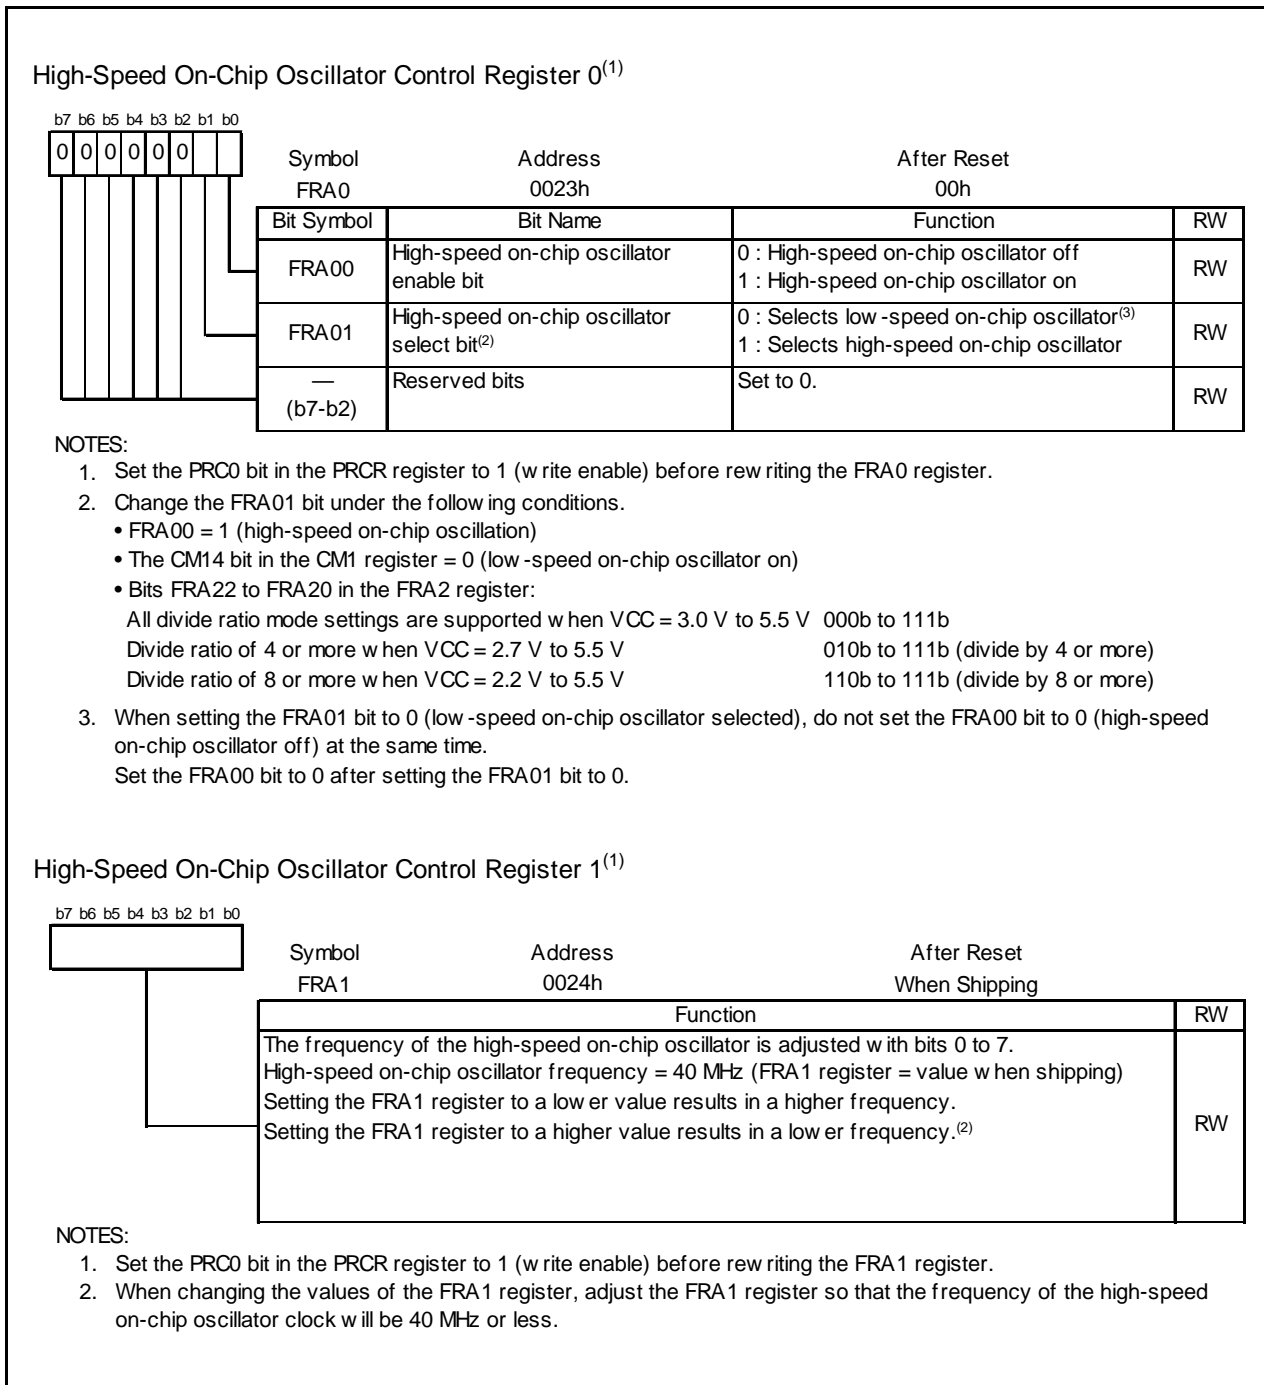 High-Speed On-Chip Oscillator Control Register 0(1)
b7 b6 b5 b4 b3 b2 b1 b0
0 0 0 0 0 0
Symbol Address After Reset
FRA0 0023h 00h
Bit Symbol Bit Name Function RW
FRA00 High-speed on-chip oscillator enable bit 0 : High-speed on-chip oscillator off RW
1 : High-speed on-chip oscillator on
FRA01 High-speed on-chip oscillator select bit(2) 0 : Selects low-speed on-chip oscillator(3) RW
1 : Selects high-speed on-chip oscillator
— (b7-b2) Reserved bits Set to 0. RW
NOTES:
1. Set the PRC0 bit in the PRCR register to 1 (write enable) before rewriting the FRA0 register.
2. Change the FRA01 bit under the following conditions.
• FRA00 = 1 (high-speed on-chip oscillation)
• The CM14 bit in the CM1 register = 0 (low-speed on-chip oscillator on)
• Bits FRA22 to FRA20 in the FRA2 register:
All divide ratio mode settings are supported when VCC = 3.0 V to 5.5 V 000b to 111b
Divide ratio of 4 or more when VCC = 2.7 V to 5.5 V 010b to 111b (divide by 4 or more)
Divide ratio of 8 or more when VCC = 2.2 V to 5.5 V 110b to 111b (divide by 8 or more)
3. When setting the FRA01 bit to 0 (low-speed on-chip oscillator selected), do not set the FRA00 bit to 0 (high-speed
on-chip oscillator off) at the same time.
Set the FRA00 bit to 0 after setting the FRA01 bit to 0.
High-Speed On-Chip Oscillator Control Register 1(1)
b7 b6 b5 b4 b3 b2 b1 b0
Symbol Address After Reset
FRA1 0024h When Shipping
Function RW
The frequency of the high-speed on-chip oscillator is adjusted with bits 0 to 7.
High-speed on-chip oscillator frequency = 40 MHz (FRA1 register = value when shipping)
Setting the FRA1 register to a lower value results in a higher frequency.
Setting the FRA1 register to a higher value results in a lower frequency.(2) RW
NOTES:
1. Set the PRC0 bit in the PRCR register to 1 (write enable) before rewriting the FRA1 register.
2. When changing the values of the FRA1 register, adjust the FRA1 register so that the frequency of the high-speed
on-chip oscillator clock will be 40 MHz or less.